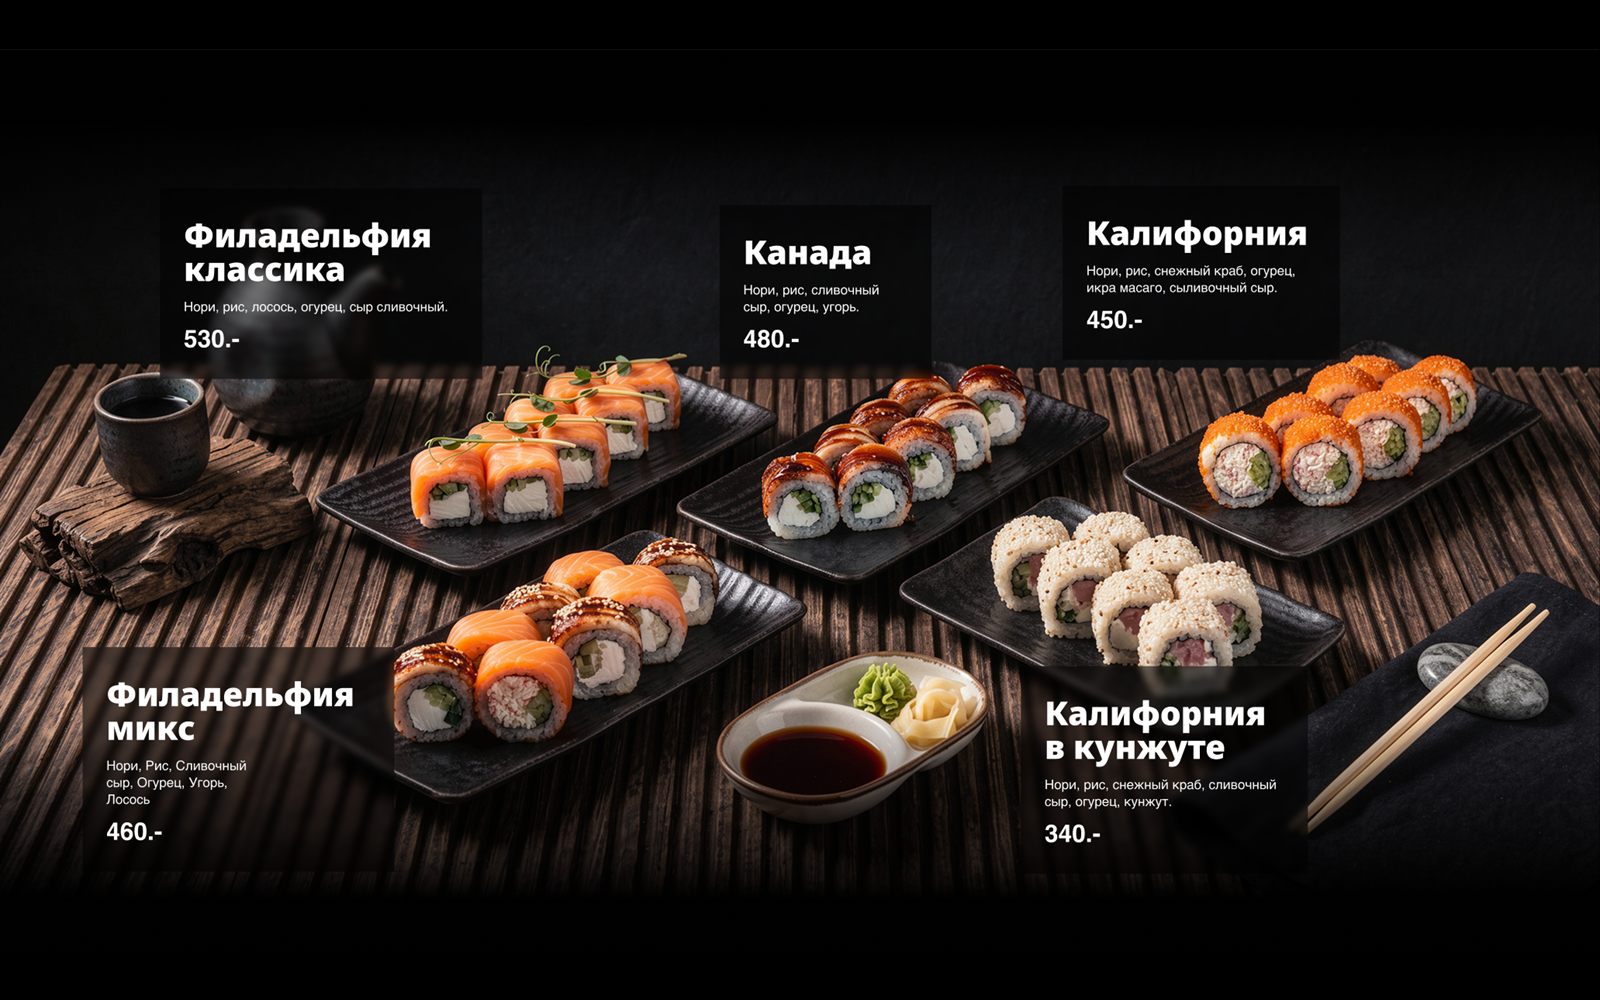 Филадельфия
классика
Нори, рис, лосось, огурец, сыр сливочный.
530.-
Канада
Нори, рис, сливочный
сыр, огурец, угорь.
480.-
Калифорния
Нори, рис, снежный краб, огурец,
икра масаго, сыливочный сыр.
450.-
Филадельфия
микс
Нори, Рис, Сливочный
сыр, Огурец, Угорь,
Лосось
460.-
Калифорния
в кунжуте
Нори, рис, снежный краб, сливочный
сыр, огурец, кунжут.
340.-